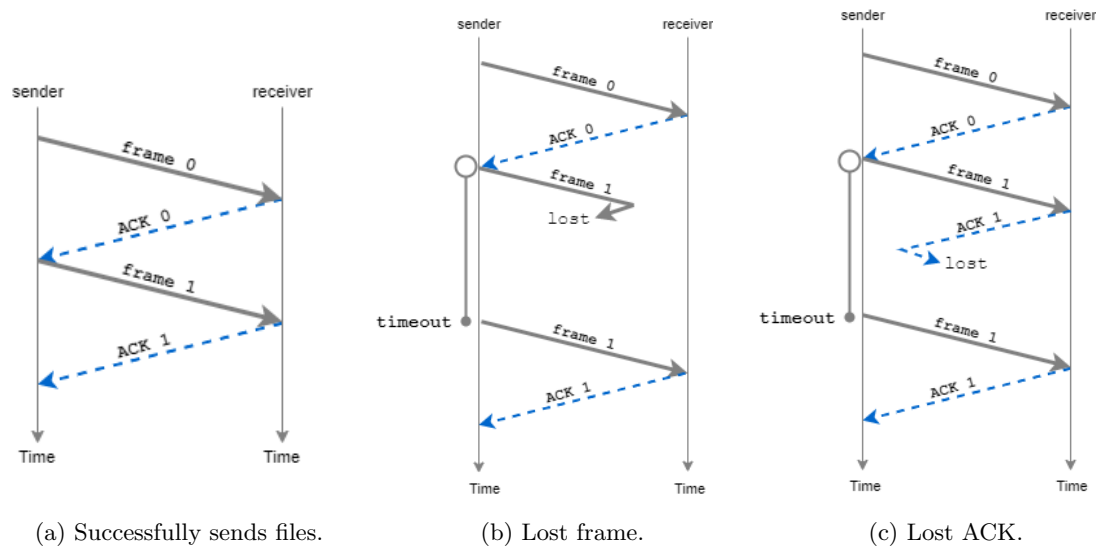 sender receiver
frame 0
ACK 0
frame 1
ACK 1
Time Time
(a) Successfully sends files.
sender receiver
frame 0
ACK 0
frame 1
lost
timeout
frame 1
ACK 1
Time Time
(b) Lost frame.
sender receiver
frame 0
ACK 0
frame 1
ACK 1
lost
timeout
frame 1
ACK 1
Time Time
(c) Lost ACK.